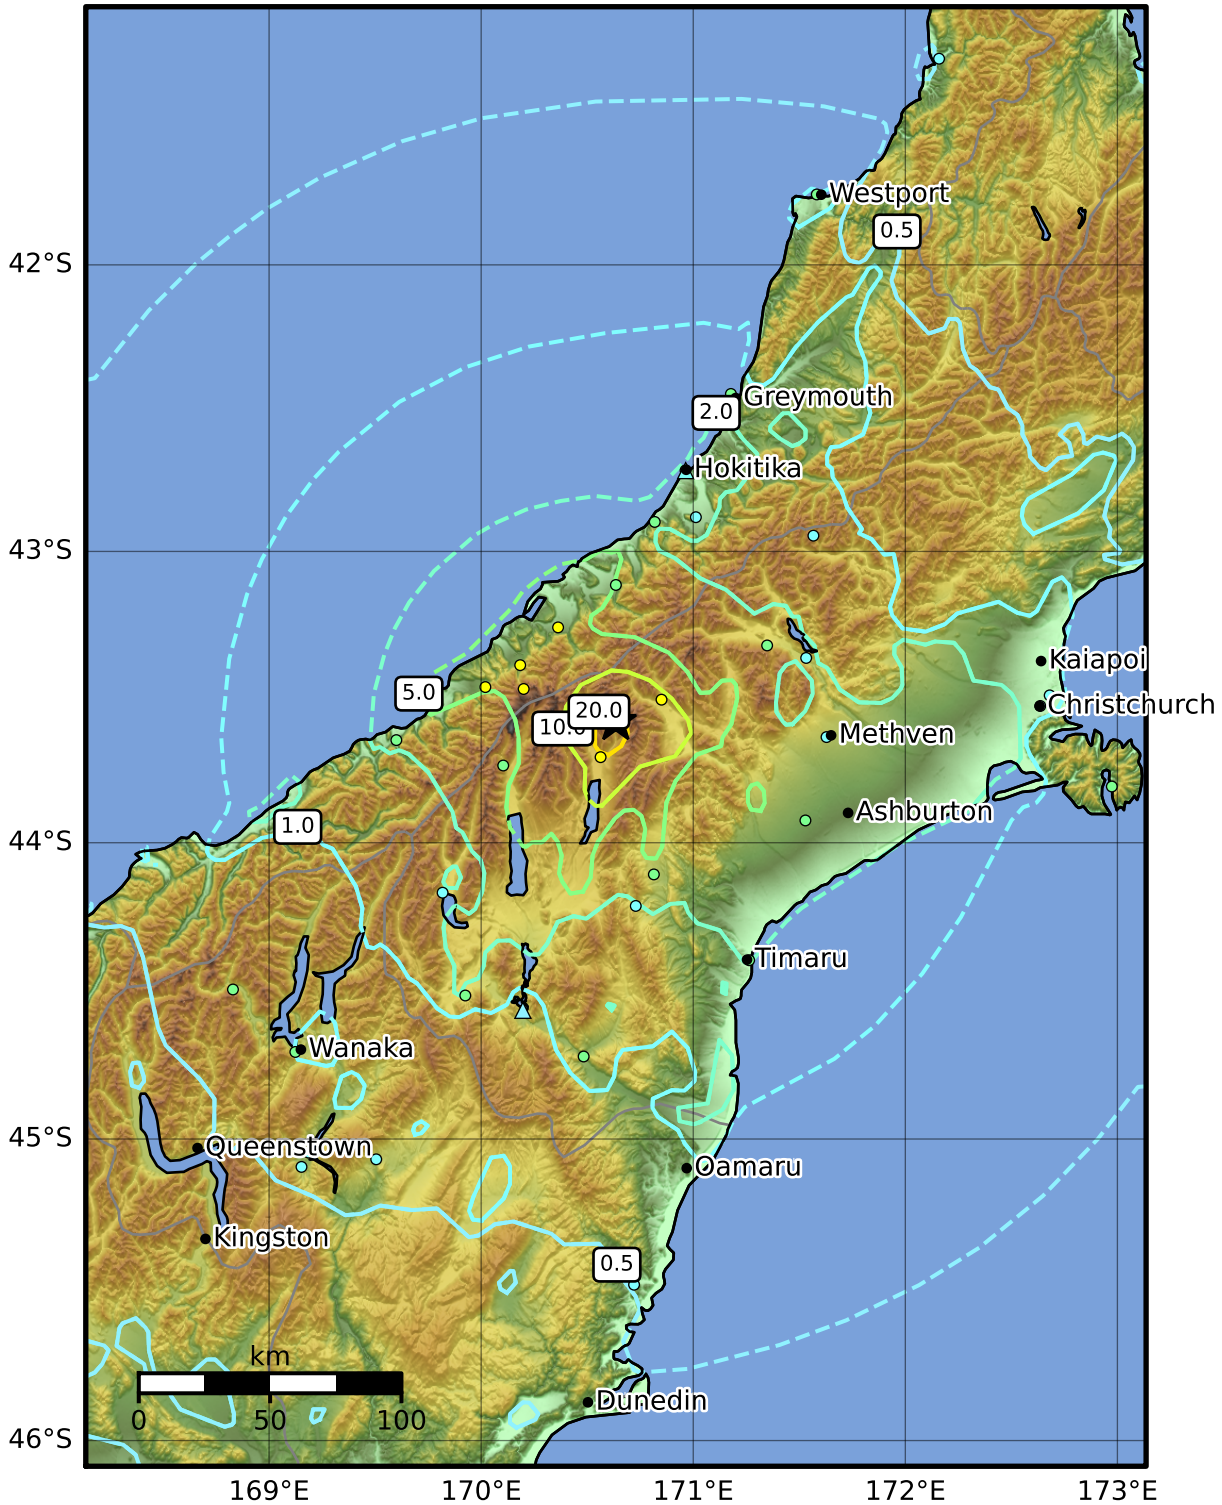 Westport
0.5
42°S
Greymouth
2.0
Hokitika
43°S
Kaiapoi
5.0
Christchurch
20.0
10.0
Methven
Ashburton
1.0
44°S
Timaru
Wanaka
45°S
Queenstown
Oamaru
Kingston
0.5
km
Dunedin
0 50 100
46°S
169°E 170°E 171°E 172°E 173°E